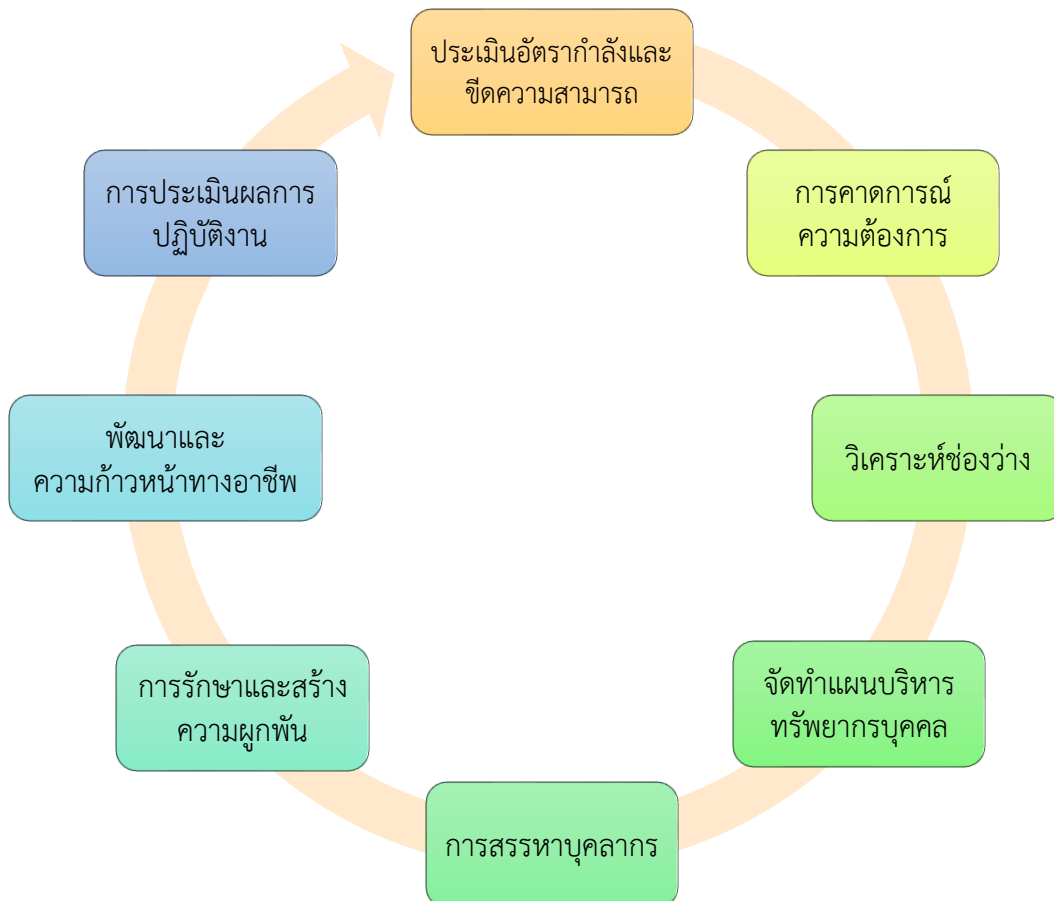 ประเมินอัตรากำลังและ
ขีดความสามารถ
การคาดการณ์
ความต้องการ
วิเคราะห์ช่องว่าง
จัดทำแผนบริหาร
ทรัพยากรบุคคล
การสรรหาบุคลากร
การรักษาและสร้าง
ความผูกพัน
พัฒนาและ
ความก้าวหน้าทางอาชีพ
การประเมินผลการ
ปฏิบัติงาน